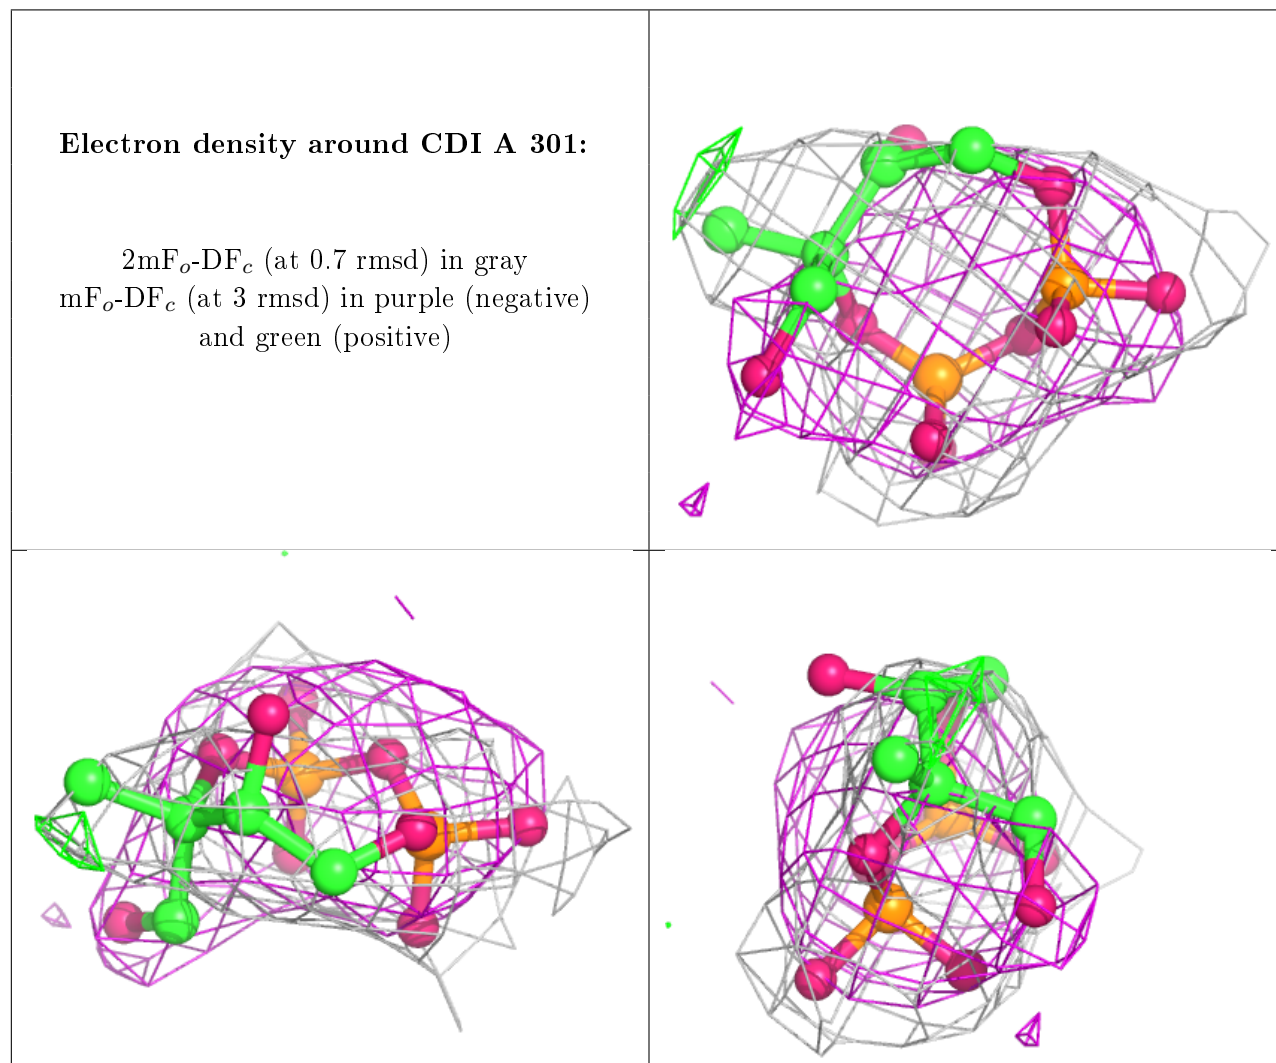 Electron density around CDI A 301:
2mFo-DFc (at 0.7 rmsd) in gray
mFo-DFc (at 3 rmsd) in purple (negative)
and green (positive)